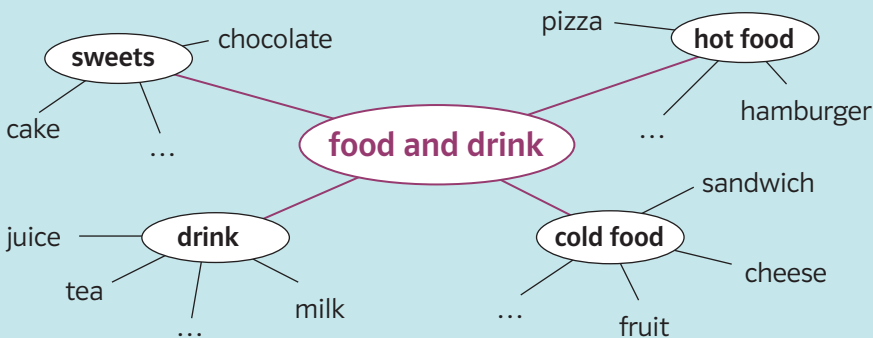 food and drink
sweets
chocolate
cake
...
hot food
pizza
hamburger
...
drink
juice
tea
...
milk
cold food
sandwich
cheese
fruit
...